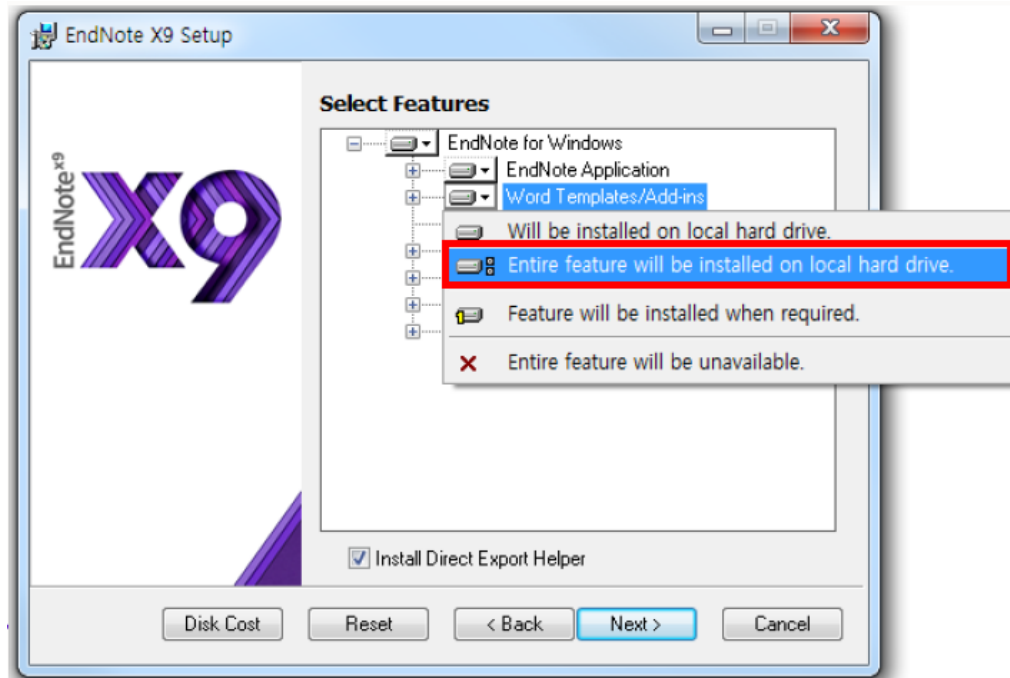 EndNote X9 Setup
Select Features
EndNote for Windows
EndNote Application
Word Templates/Add-ins
Will be installed on local hard drive.
Entire feature will be installed on local hard drive.
Feature will be installed when required.
Entire feature will be unavailable.
EndNote x9
X9
Install Direct Export Helper
Disk Cost
Reset
< Back
Next >
Cancel